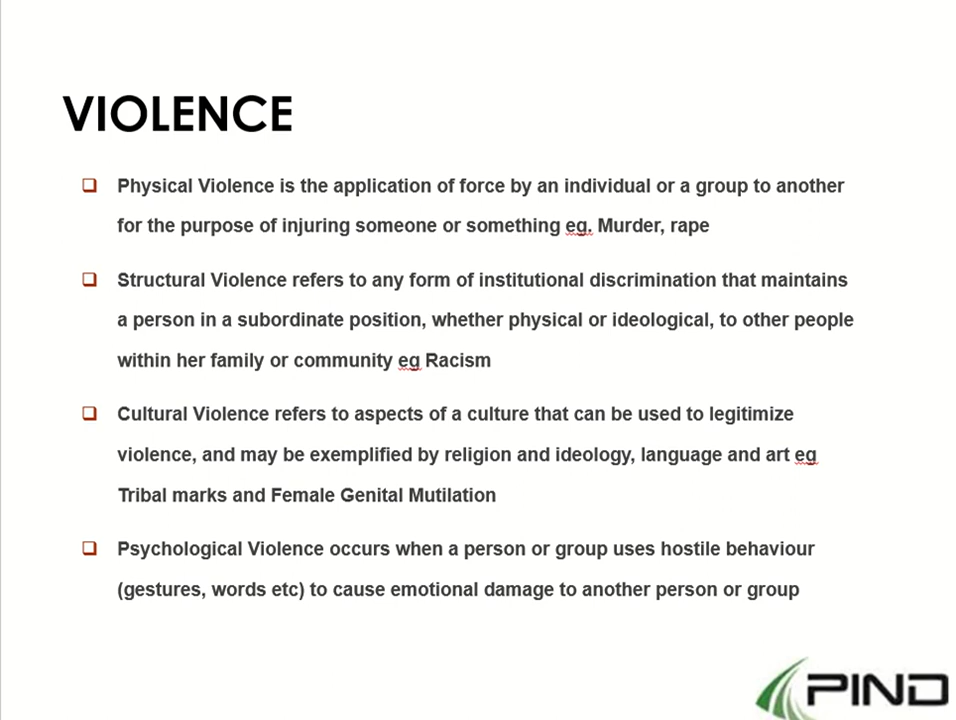 VIOLENCE
Physical Violence is the application of force by an individual or a group to another
for the purpose of injuring someone or something eg. Murder, rape
Structural Violence refers to any form of institutional discrimination that maintains
a person in a subordinate position, whether physical or ideological, to other people
within her family or community eg Racism
Cultural Violence refers to aspects of a culture that can be used to legitimize
violence, and may be exemplified by religion and ideology, language and art eg
Tribal marks and Female Genital Mutilation
Psychological Violence occurs when a person or group uses hostile behaviour
(gestures, words etc) to cause emotional damage to another person or group
PIND